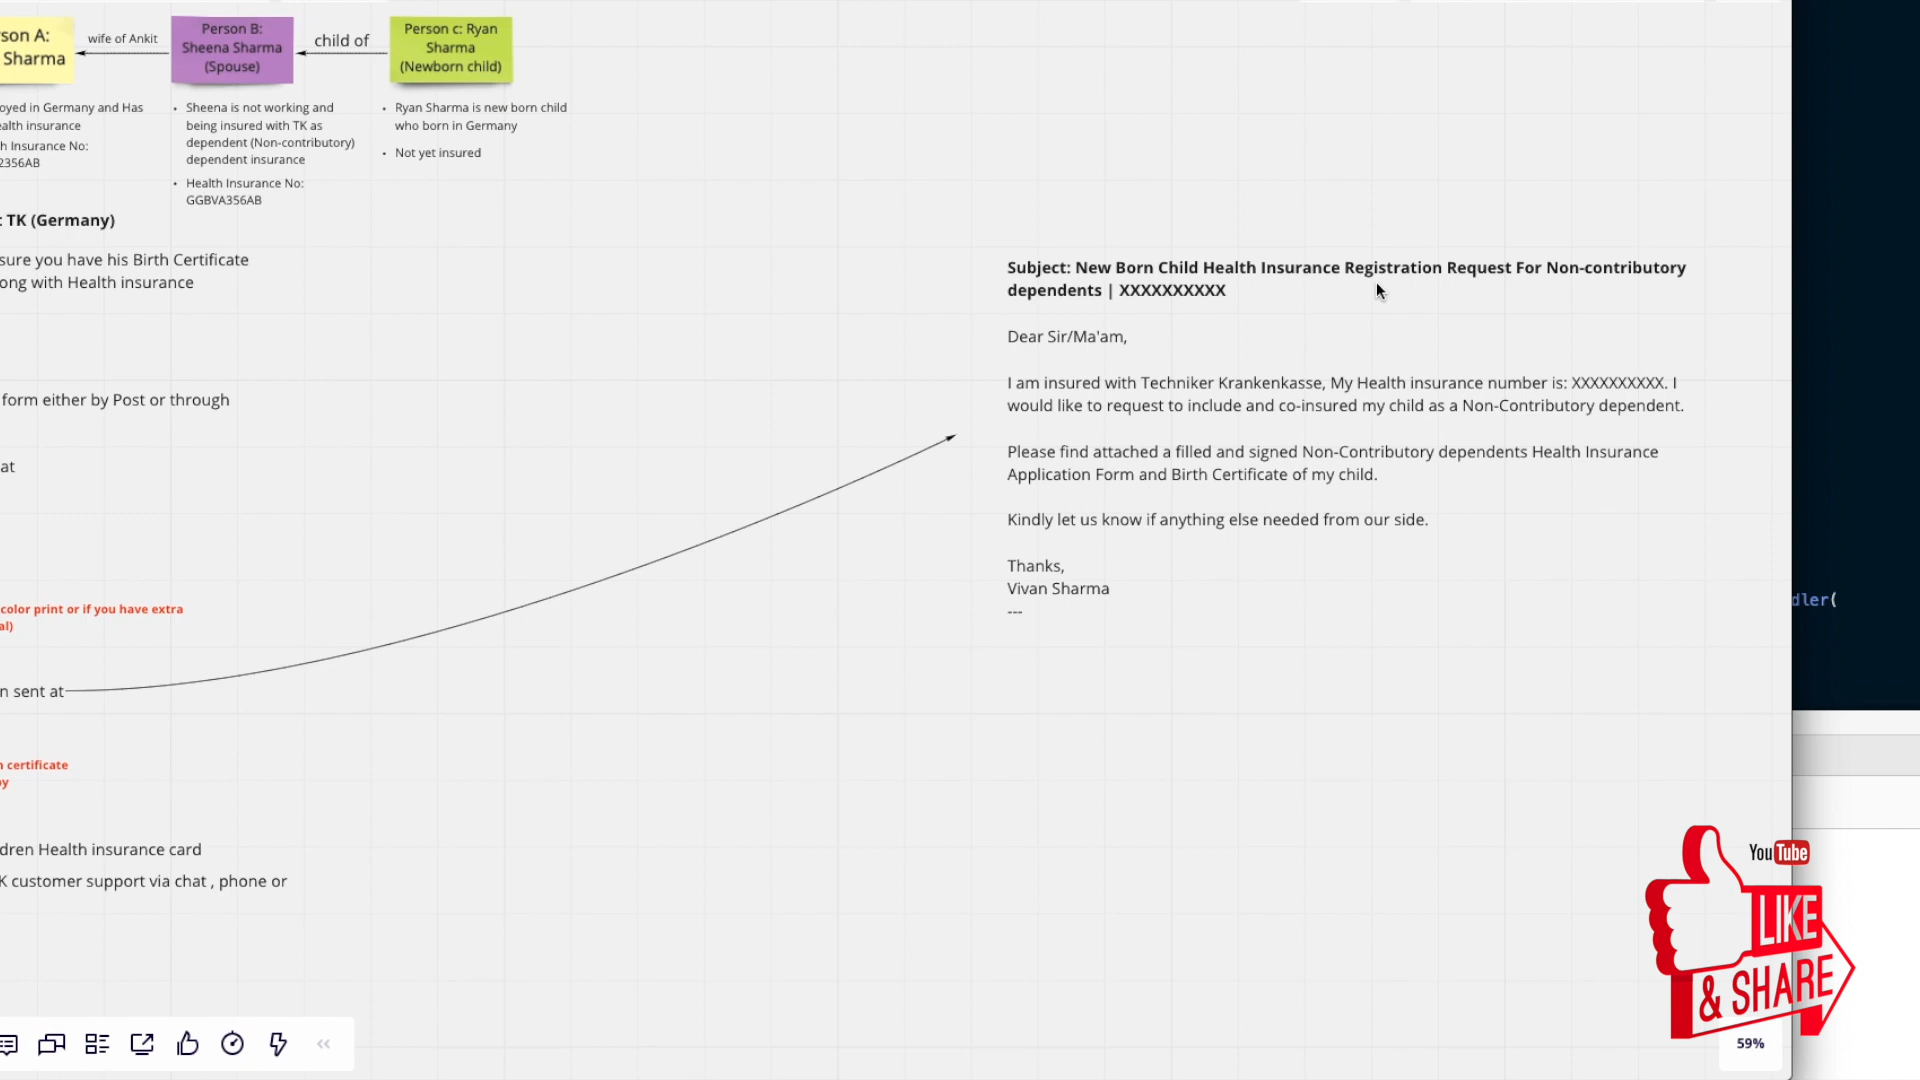 son A:
Sharma
wife of Ankit
Person B:
Sheena Sharma
(Spouse)
child of
Person c: Ryan
Sharma
(Newborn child)
oyed in Germany and Has
alth insurance
h Insurance No:
2356AB
• Sheena is not working and
being insured with TK as
dependent (Non-contributory)
dependent insurance
• Health Insurance No:
GGBVA356AB
• Ryan Sharma is new born child
who born in Germany
• Not yet insured
: TK (Germany)
sure you have his Birth Certificate
ong with Health insurance
form either by Post or through
at
color print or if you have extra
al)
n sent at
n certificate
py
dren Health insurance card
K customer support via chat , phone or
Subject: New Born Child Health Insurance Registration Request For Non-contributory
dependents | XXXXXXXXXX
Dear Sir/Ma'am,
I am insured with Techniker Krankenkasse, My Health insurance number is: XXXXXXXXXX. I
would like to request to include and co-insured my child as a Non-Contributory dependent.
Please find attached a filled and signed Non-Contributory dependents Health Insurance
Application Form and Birth Certificate of my child.
Kindly let us know if anything else needed from our side.
Thanks,
Vivan Sharma
---
dler(
YouTube
LIKE
& SHARE
59%